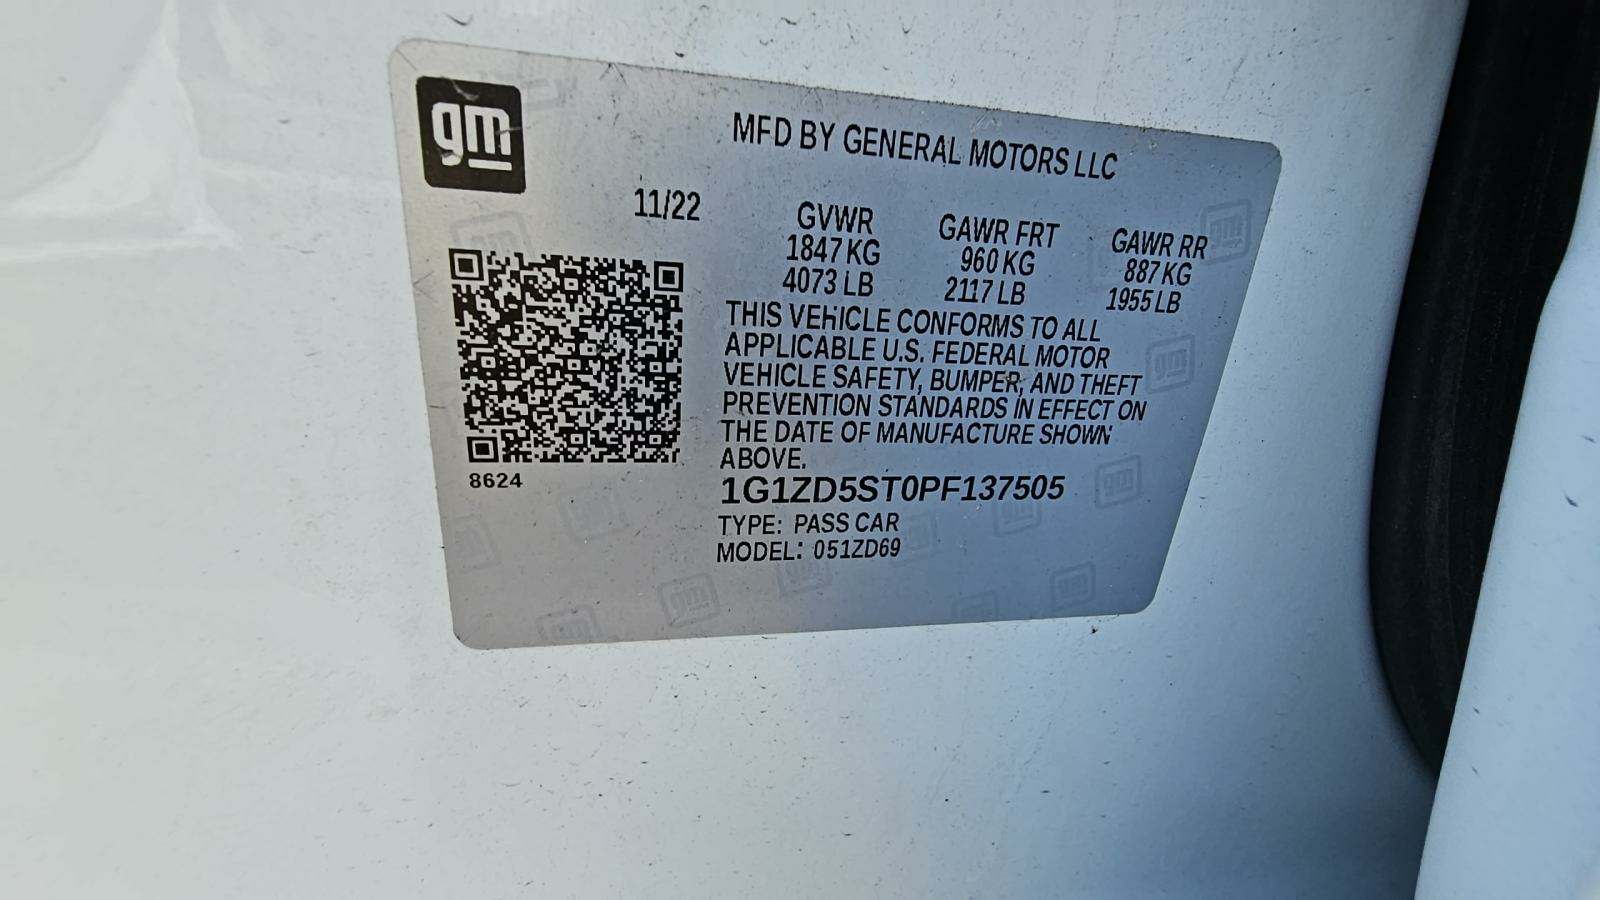 gm
MFD BY GENERAL MOTORS LLC
11/22
GVWR
1847 KG
4073 LB
GAWR FRT
960 KG
2117 LB
GAWR RR
887 KG
1955 LB
THIS VEHICLE CONFORMS TO ALL
APPLICABLE U.S. FEDERAL MOTOR
VEHICLE SAFETY, BUMPER, AND THEFT
PREVENTION STANDARDS IN EFFECT ON
THE DATE OF MANUFACTURE SHOWN
ABOVE.
8624
1G1ZD5ST0PF137505
TYPE: PASS CAR
MODEL: 051ZD69